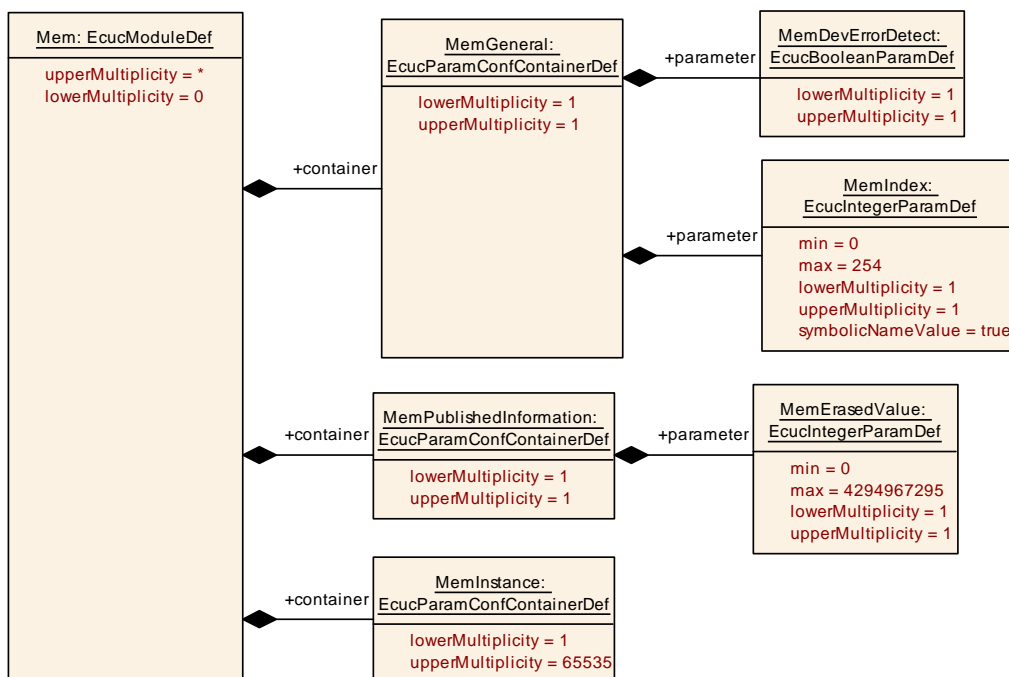 Mem: EcucModuleDef
upperMultiplicity = *
lowerMultiplicity = 0
+container
MemGeneral:
EcucParamConfContainerDef
lowerMultiplicity = 1
upperMultiplicity = 1
+parameter
MemDevErrorDetect:
EcucBooleanParamDef
lowerMultiplicity = 1
upperMultiplicity = 1
+parameter
MemIndex:
EcucIntegerParamDef
min = 0
max = 254
lowerMultiplicity = 1
upperMultiplicity = 1
symbolicNameValue = true
+container
MemPublishedInformation:
EcucParamConfContainerDef
lowerMultiplicity = 1
upperMultiplicity = 1
+parameter
MemErasedValue:
EcucIntegerParamDef
min = 0
max = 4294967295
lowerMultiplicity = 1
upperMultiplicity = 1
+container
MemInstance:
EcucParamConfContainerDef
lowerMultiplicity = 1
upperMultiplicity = 65535